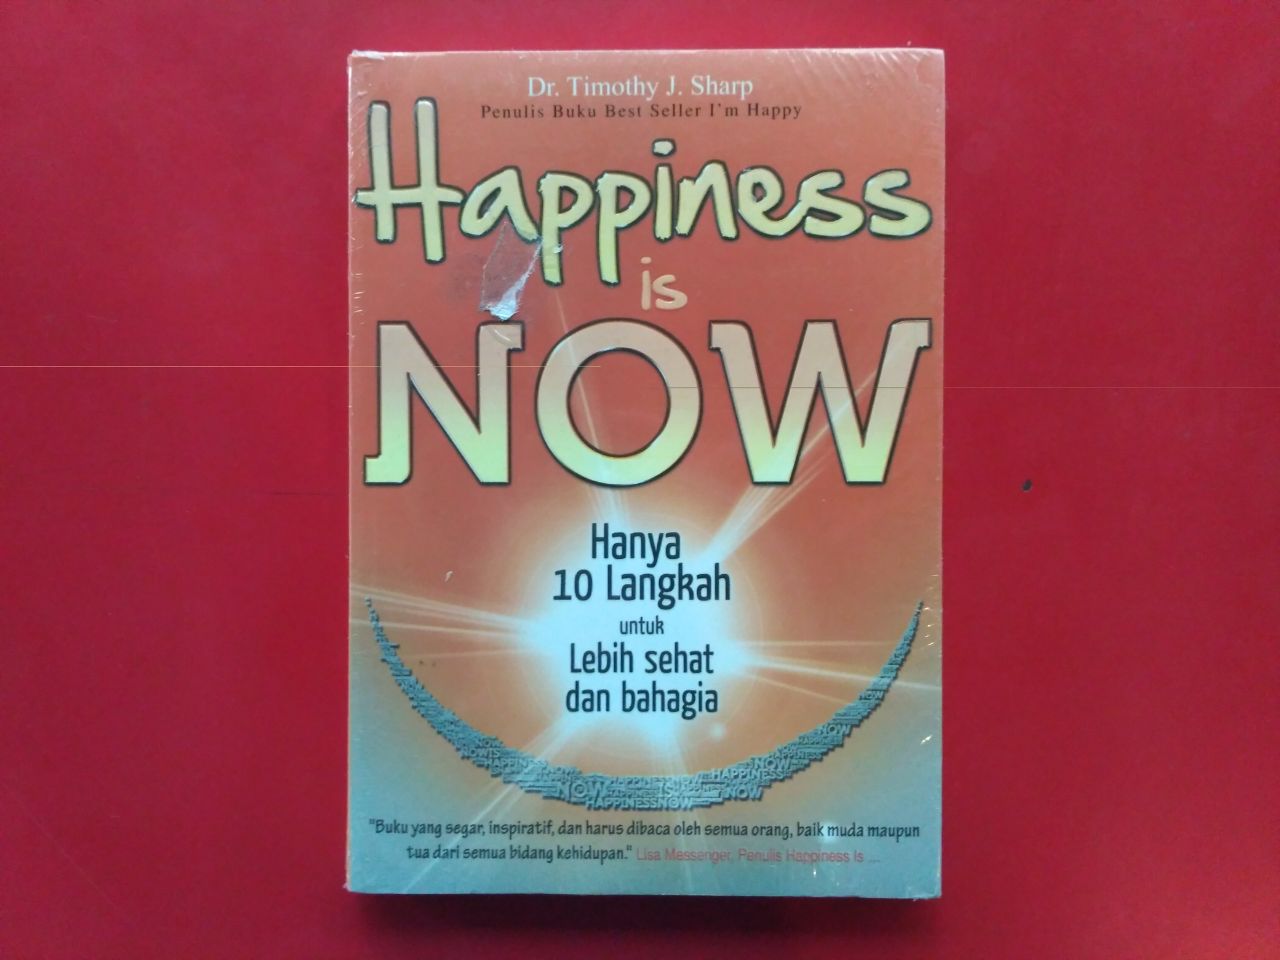 Dr. Timothy J. Sharp
Penulis Buku Best Seller I'm Happy
Happiness
is
NOW
Hanya
10 Langkah
untuk
Lebih sehat
dan bahagia
"Buku yang segar, inspiratif, dan harus dibaca oleh semua orang, baik muda maupun
tua dari semua bidang kehidupan." Lisa Messenger, Penulis Happiness Is ...